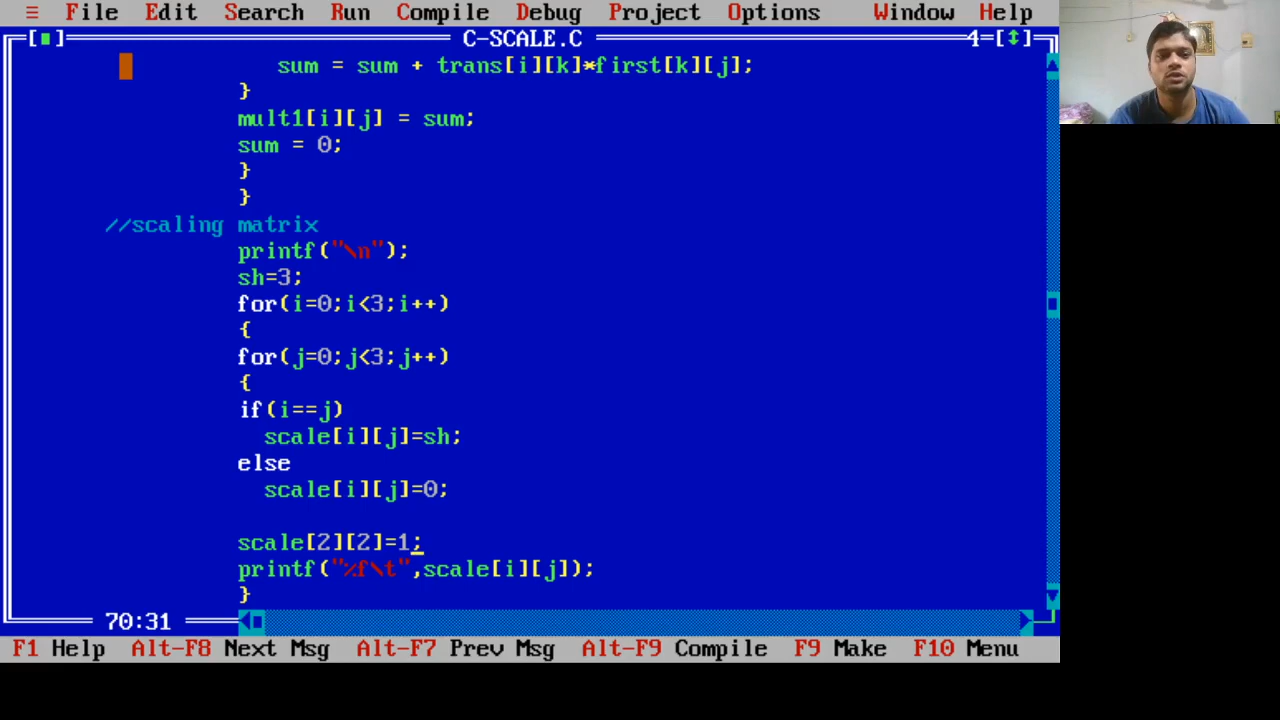 ≡ File Edit Search Run Compile Debug Project Options Window Help
[■] C-SCALE.C 4=[↕]
sum = sum + trans[i][k]*first[k][j];
}
mult1[i][j] = sum;
sum = 0;
}
}
//scaling matrix
printf("\n");
sh=3;
for(i=0;i<3;i++)
{
for(j=0;j<3;j++)
{
if(i==j)
scale[i][j]=sh;
else
scale[i][j]=0;
scale[2][2]=1;
printf("%f\t",scale[i][j]);
}
70:31
F1 Help Alt-F8 Next Msg Alt-F7 Prev Msg Alt-F9 Compile F9 Make F10 Menu